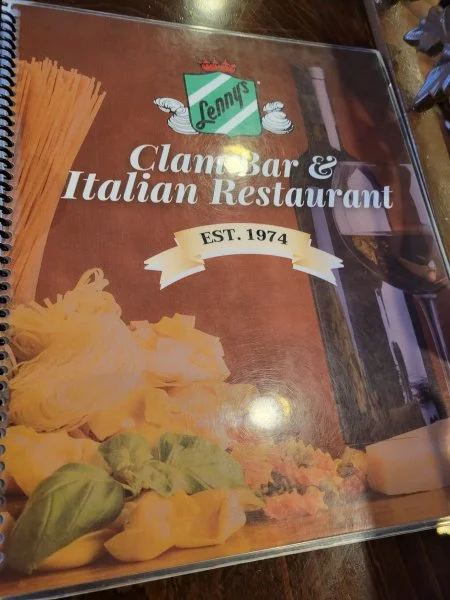 Lenny's
Clam Bar &
Italian Restaurant
EST. 1974